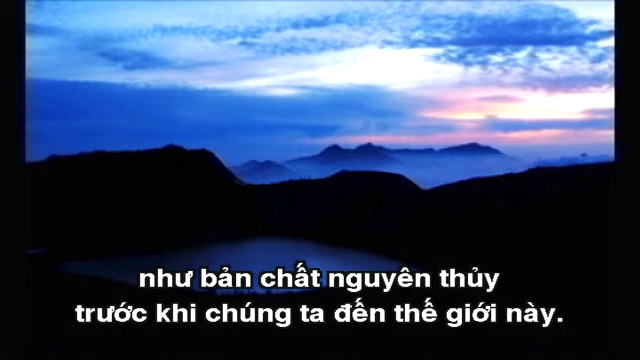 như bản chất nguyên thủy
trước khi chúng ta đến thế giới này.